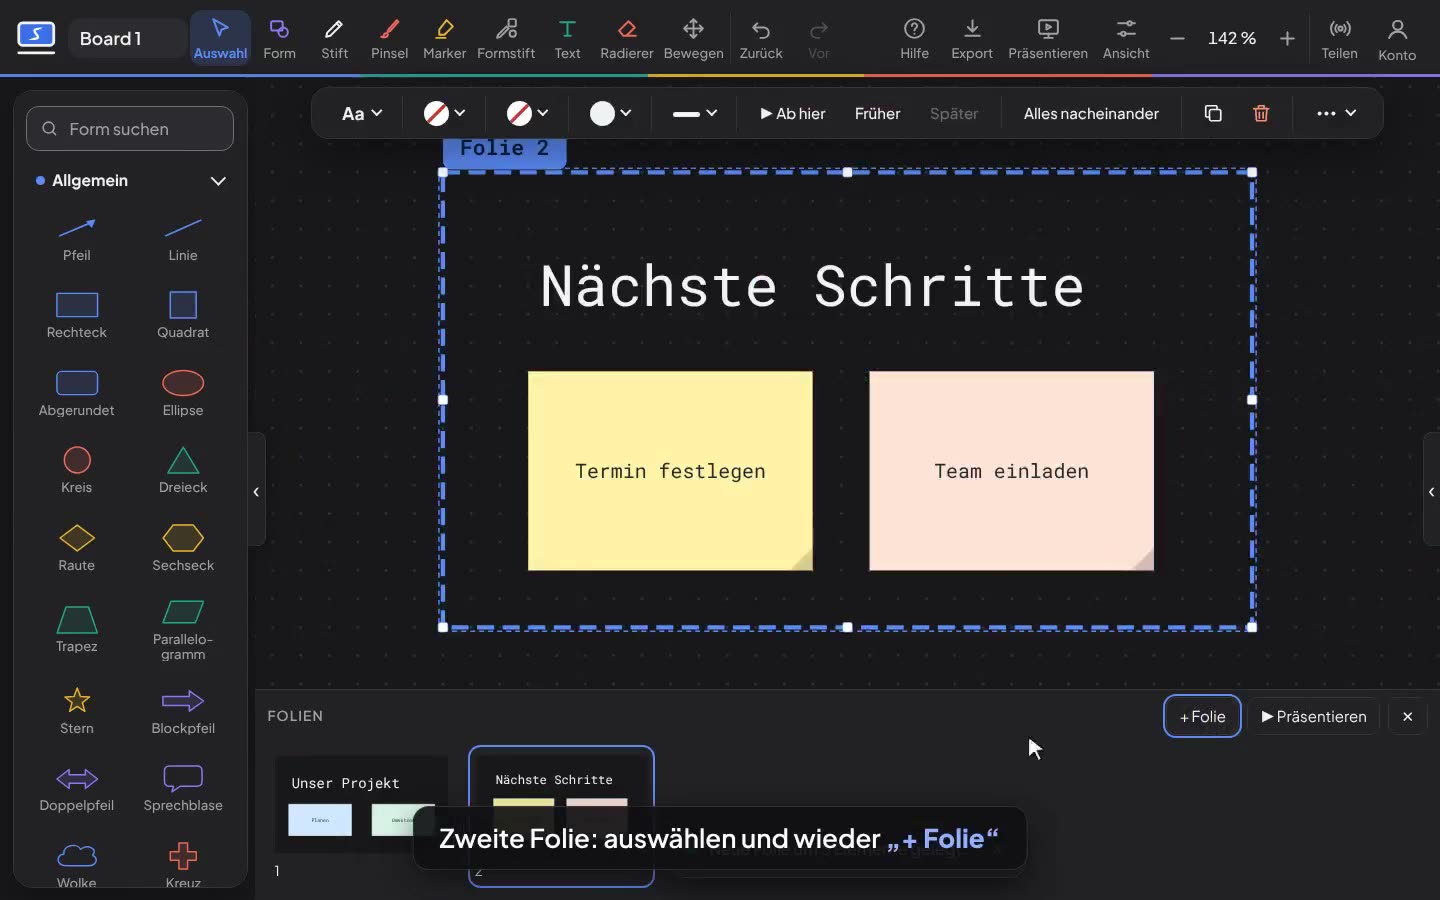 Board 1
Auswahl
Form
Stift
Pinsel
Marker
Formstift
Text
Radierer
Bewegen
Zurück
Vor
Hilfe
Export
Präsentieren
Ansicht
142 %
Teilen
Konto
Form suchen
Aa
Ab hier
Früher
Später
Alles nacheinander
Folie 2
Allgemein
Pfeil
Linie
Rechteck
Quadrat
Abgerundet
Ellipse
Kreis
Dreieck
Raute
Sechseck
Trapez
Parallelo-
gramm
Stern
Blockpfeil
Doppelpfeil
Sprechblase
Wolke
Kreuz
Nächste Schritte
Termin festlegen
Team einladen
FOLIEN
+ Folie
Präsentieren
Unser Projekt
Planen
1
Nächste Schritte
2
Zweite Folie: auswählen und wieder „+ Folie“